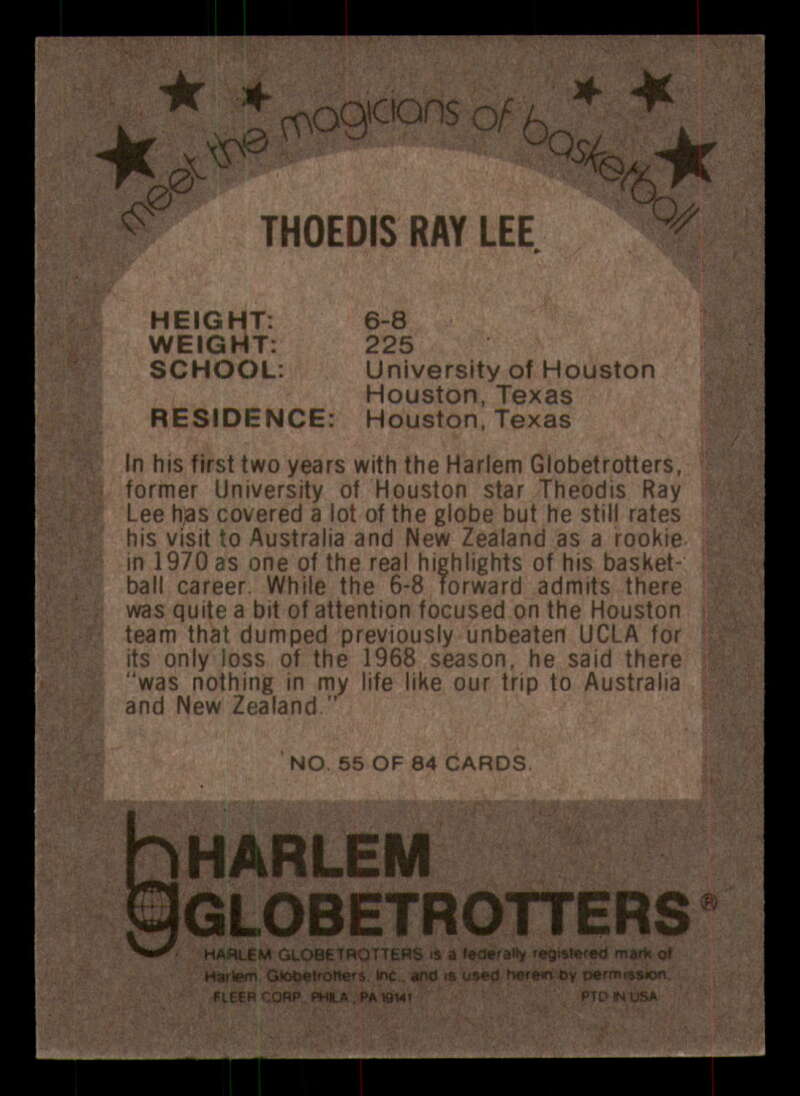 meet the magicians of basketball
THOEDIS RAY LEE
HEIGHT: 6-8
WEIGHT: 225
SCHOOL: University of Houston
Houston, Texas
RESIDENCE: Houston, Texas
In his first two years with the Harlem Globetrotters,
former University of Houston star Theodis Ray
Lee has covered a lot of the globe but he still rates
his visit to Australia and New Zealand as a rookie
in 1970 as one of the real highlights of his basket-
ball career. While the 6-8 forward admits there
was quite a bit of attention focused on the Houston
team that dumped previously unbeaten UCLA for
its only loss of the 1968 season, he said there
"was nothing in my life like our trip to Australia
and New Zealand."
NO. 55 OF 84 CARDS.
hg HARLEM
GLOBETROTTERS®
HARLEM GLOBETROTTERS is a federally registered mark of
Harlem Globetrotters, Inc., and is used herein by permission.
FLEER CORP., PHILA., PA 19141 PTD IN USA